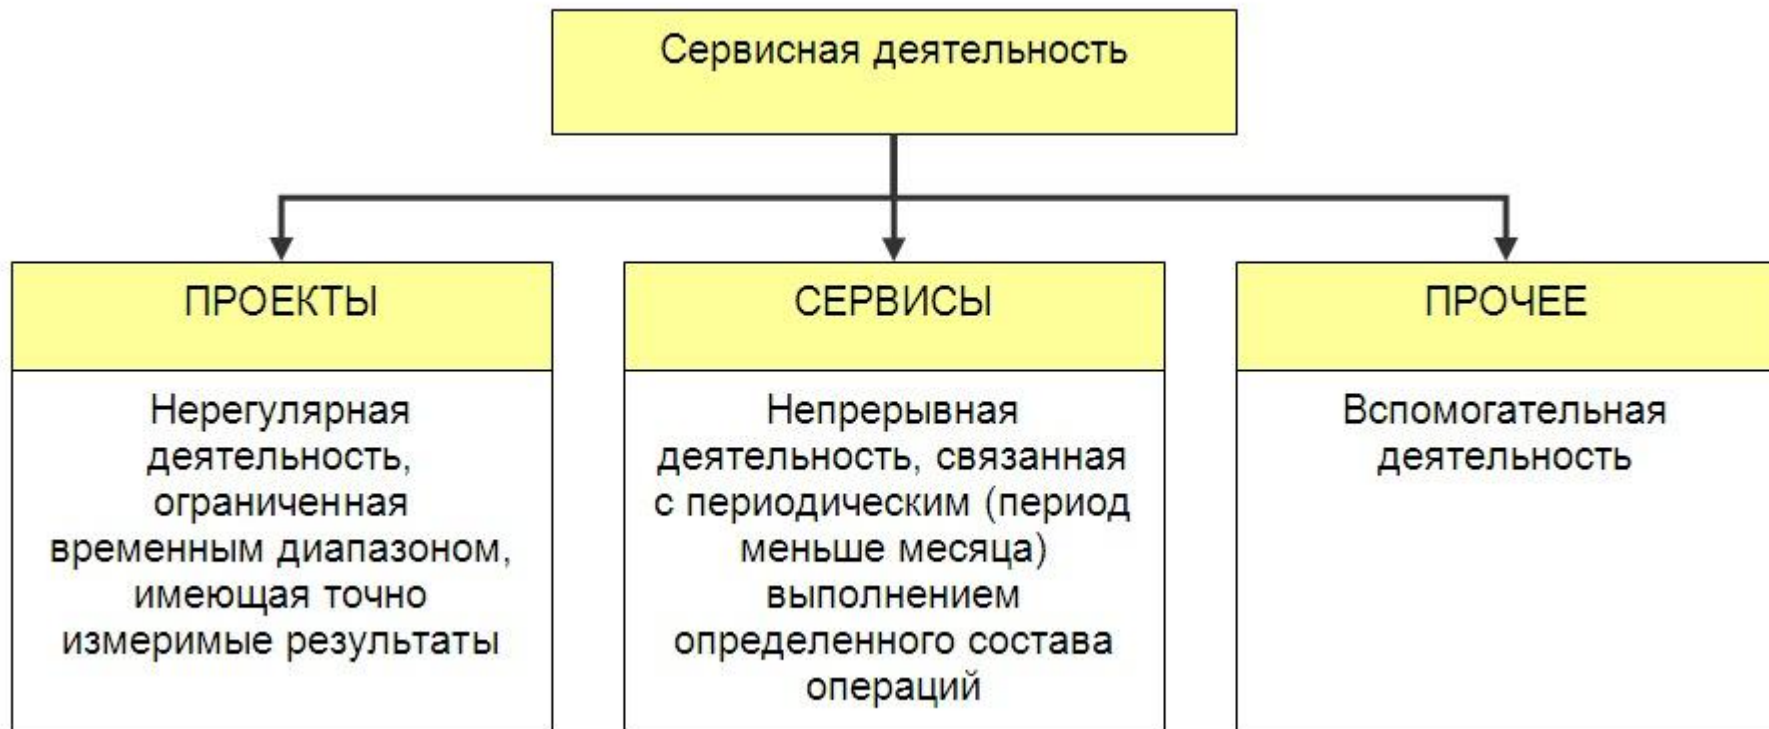 Сервисная деятельность
ПРОЕКТЫ
Нерегулярная
деятельность,
ограниченная
временным диапазоном,
имеющая точно
измеримые результаты
СЕРВИСЫ
Непрерывная
деятельность, связанная
с периодическим (период
меньше месяца)
выполнением
определенного состава
операций
ПРОЧЕЕ
Вспомогательная
деятельность